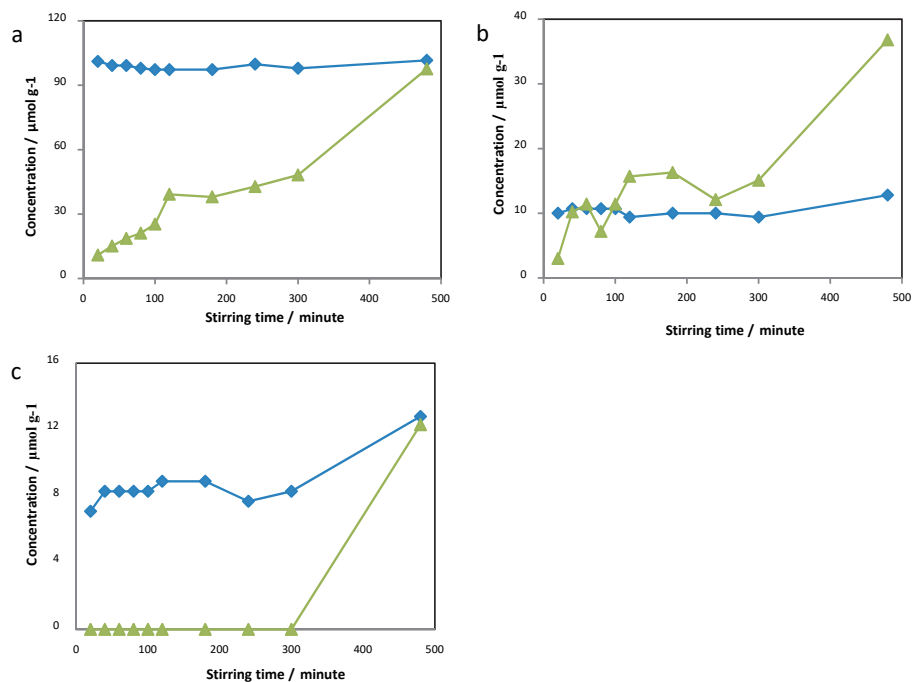 a
120
90
60
30
0
Concentration / µmol g-1
0 100 200 300 400 500
Stirring time / minute
b
40
30
20
10
0
Concentration / µmol g-1
0 100 200 300 400 500
Stirring time / minute
c
16
12
8
4
0
Concentration / µmol g-1
0 100 200 300 400 500
Stirring time / minute